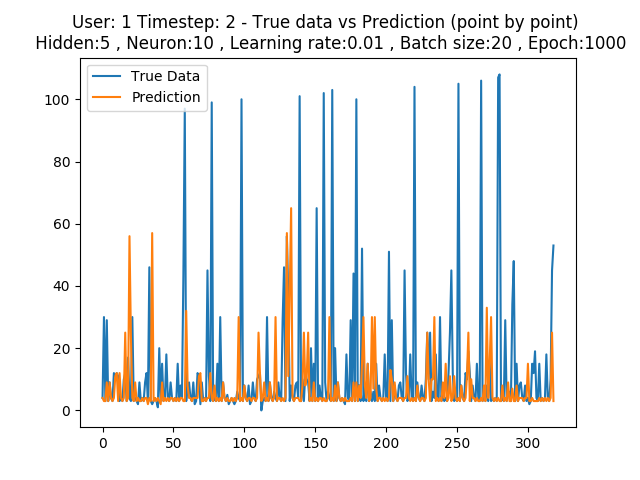 User: 1 Timestep: 2 - True data vs Prediction (point by point)
Hidden:5 , Neuron:10 , Learning rate:0.01 , Batch size:20 , Epoch:1000
True Data
Prediction
100
80
60
40
20
0
0 50 100 150 200 250 300